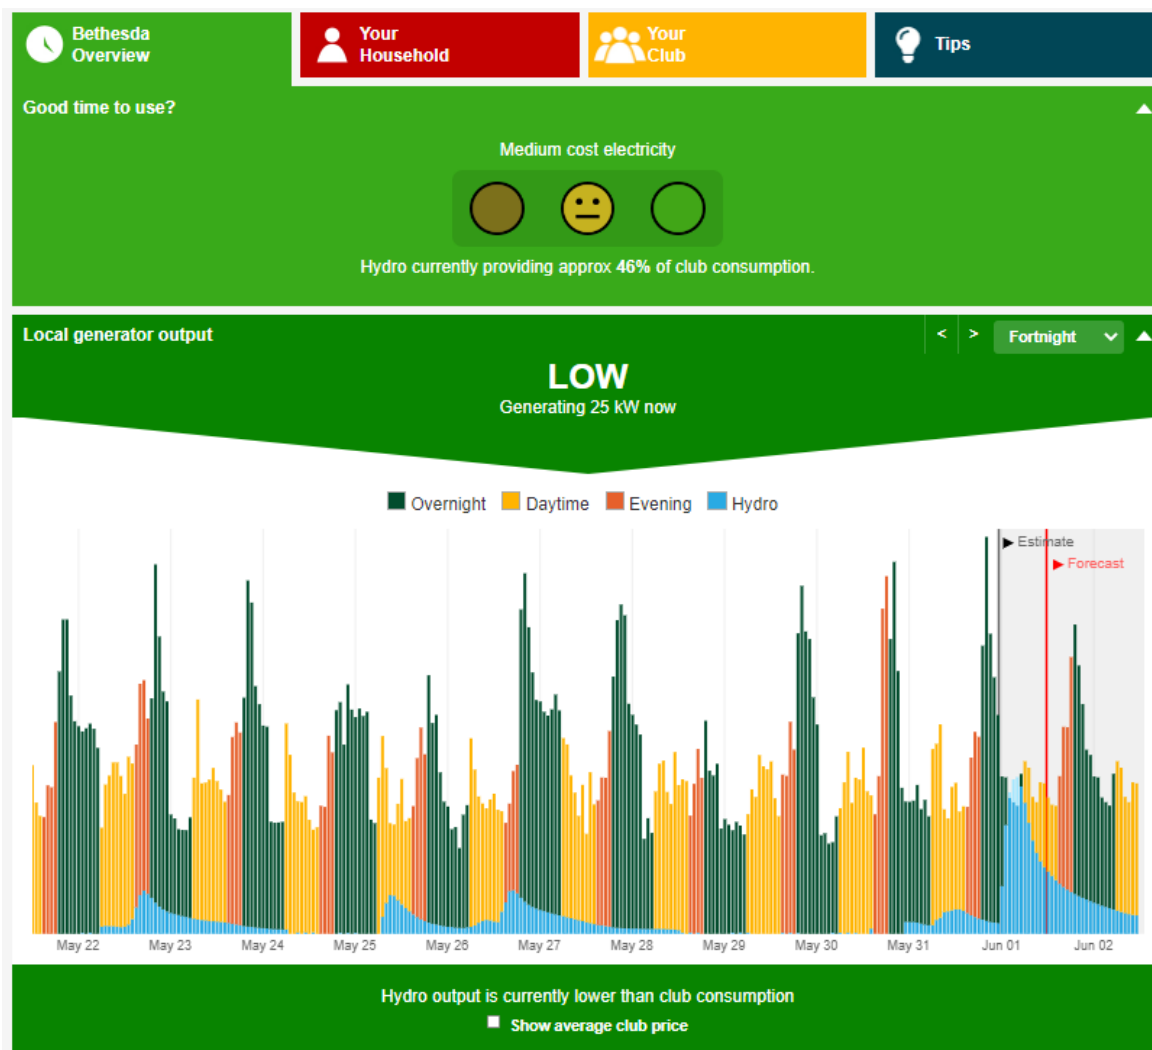 Bethesda
Overview
Your
Household
Your
Club
Tips
Good time to use?
Medium cost electricity
Hydro currently providing approx 46% of club consumption.
Local generator output
< > Fortnight
LOW
Generating 25 kW now
Overnight Daytime Evening Hydro
▶ Estimate
▶ Forecast
May 22 May 23 May 24 May 25 May 26 May 27 May 28 May 29 May 30 May 31 Jun 01 Jun 02
Hydro output is currently lower than club consumption
Show average club price